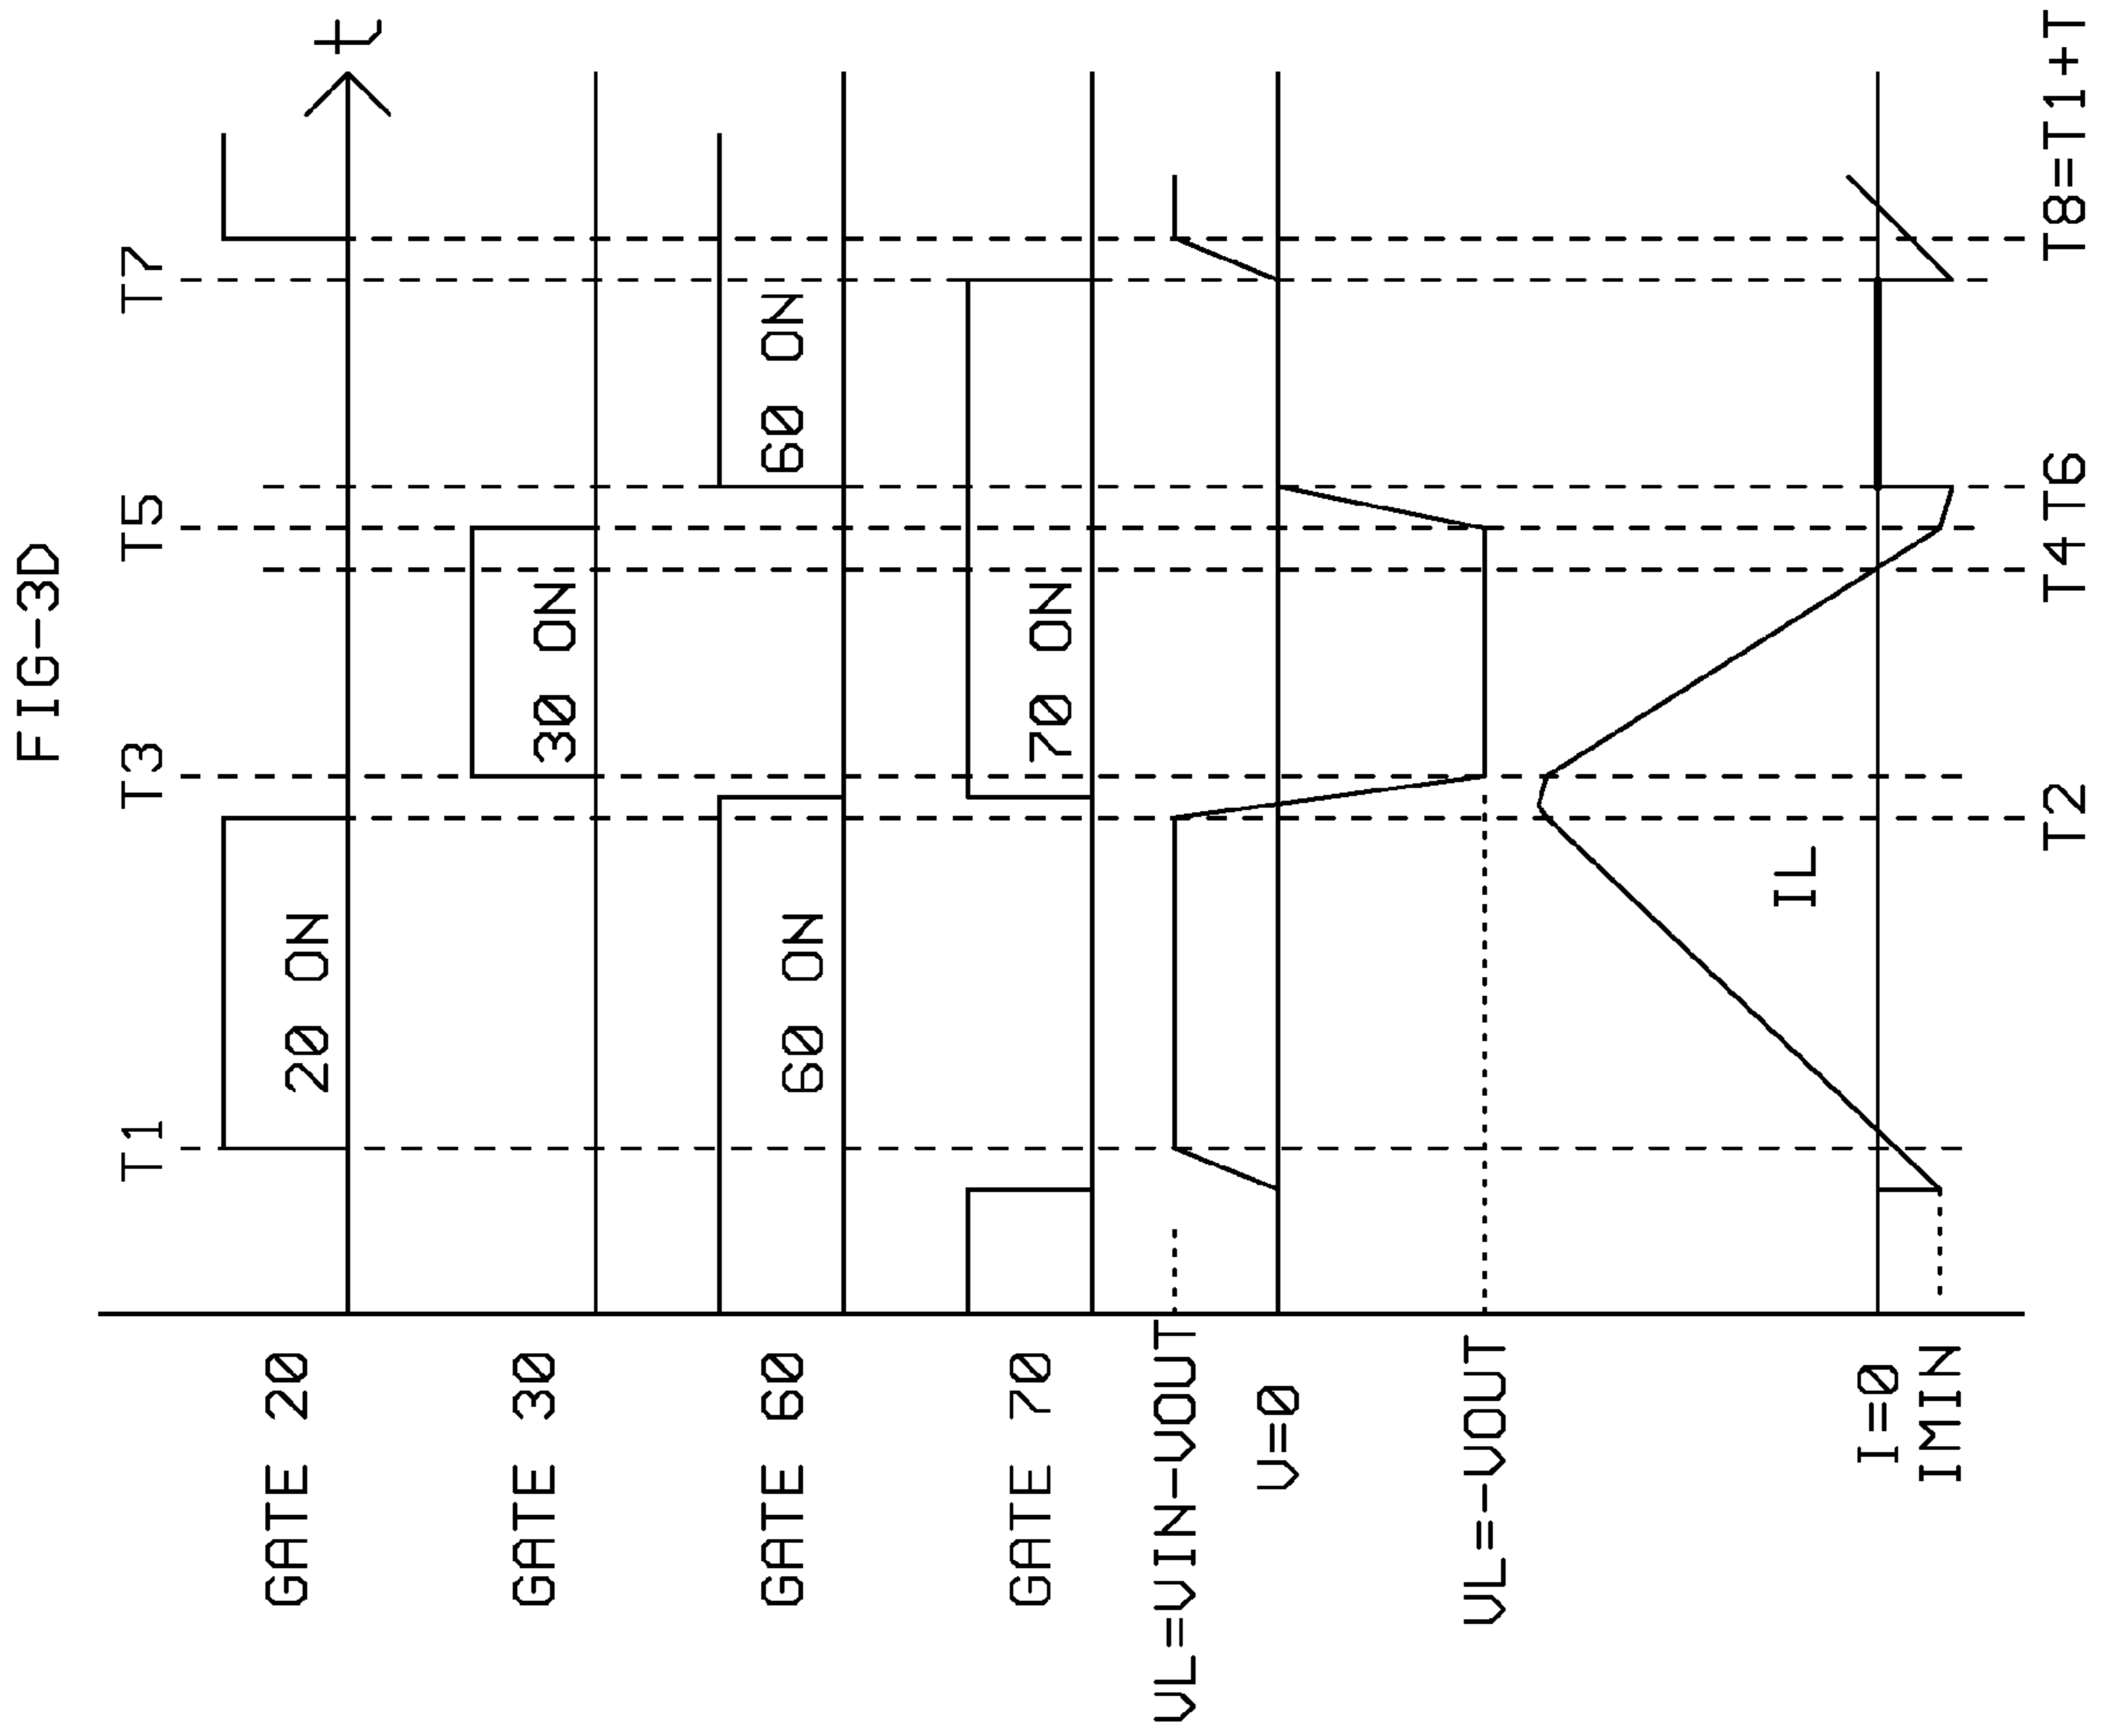 FIG-3D
T1
T3
T5
T7
t
GATE 20
20 ON
GATE 30
30 ON
GATE 60
60 ON
60 ON
GATE 70
70 ON
VL=VIN-VOUT
V=0
VL=-VOUT
IL
I=0
IMIN
T2
T4
T6
T8=T1+T